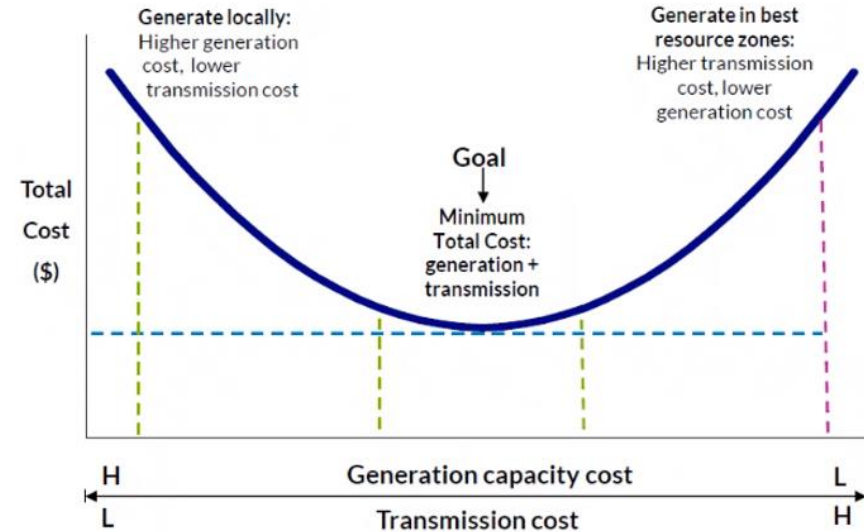 Generate locally:
Higher generation
cost, lower
transmission cost
Generate in best
resource zones:
Higher transmission
cost, lower
generation cost
Goal
Minimum
Total Cost:
generation +
transmission
Total
Cost
($)
H Generation capacity cost L
L Transmission cost H